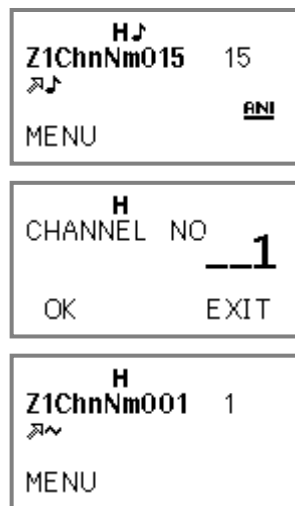 H♪
Z1ChnNm015 15
ANI
MENU
H
CHANNEL NO
__1
OK EXIT
H
Z1ChnNm001 1
MENU